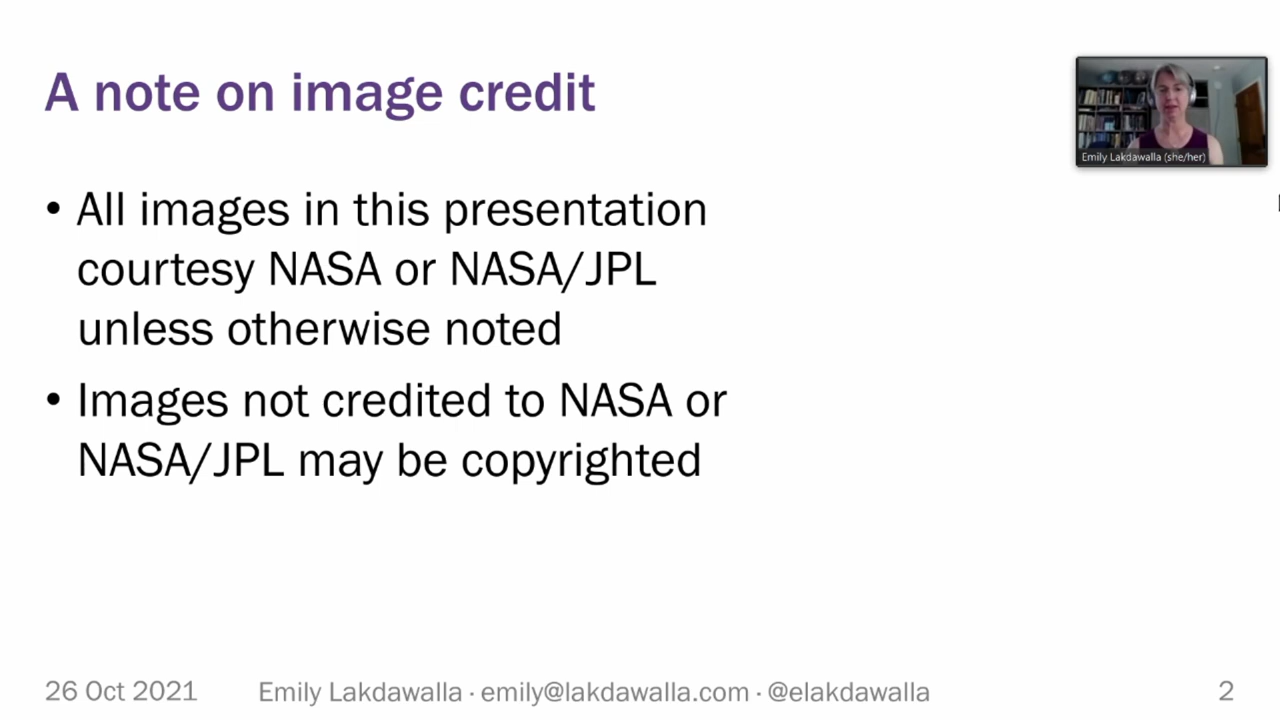 A note on image credit
Emily Lakdawalla (she/her)
• All images in this presentation
courtesy NASA or NASA/JPL
unless otherwise noted
• Images not credited to NASA or
NASA/JPL may be copyrighted
26 Oct 2021
Emily Lakdawalla · emily@lakdawalla.com · @elakdawalla
2